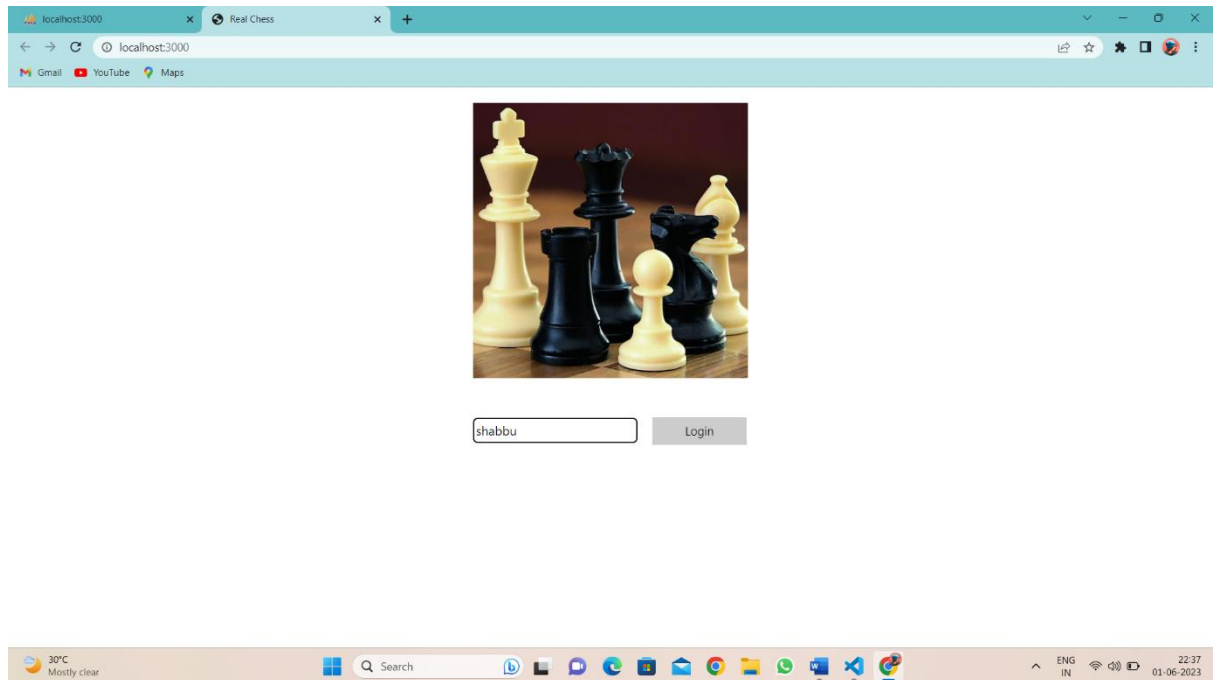 localhost:3000
Real Chess
localhost:3000
Gmail YouTube Maps
shabbu
Login
30°C
Mostly clear
Search
ENG
IN
22:37
01-06-2023